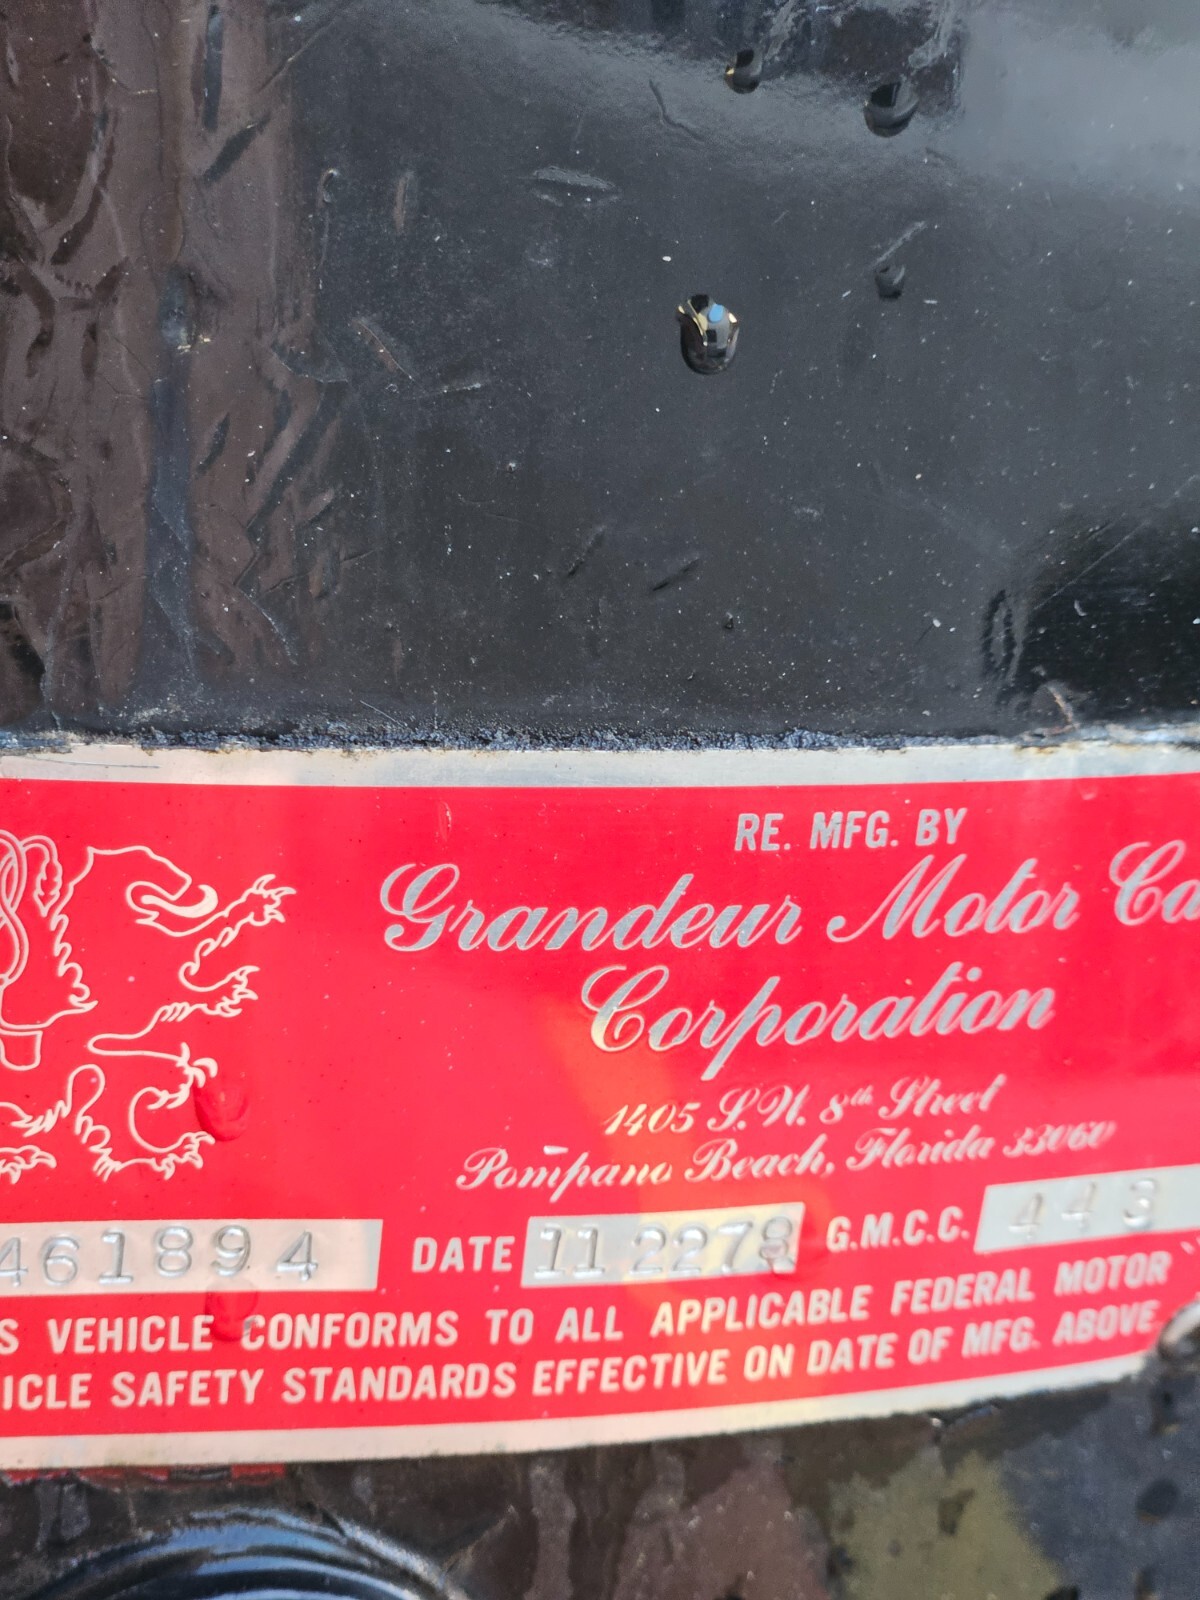 RE. MFG. BY
Grandeur Motor Ca
Corporation
1405 S.W. 8th Street
Pompano Beach, Florida 33060
461894 DATE 11 2278 G.M.C.C. 443
S VEHICLE CONFORMS TO ALL APPLICABLE FEDERAL MOTOR
ICLE SAFETY STANDARDS EFFECTIVE ON DATE OF MFG. ABOVE